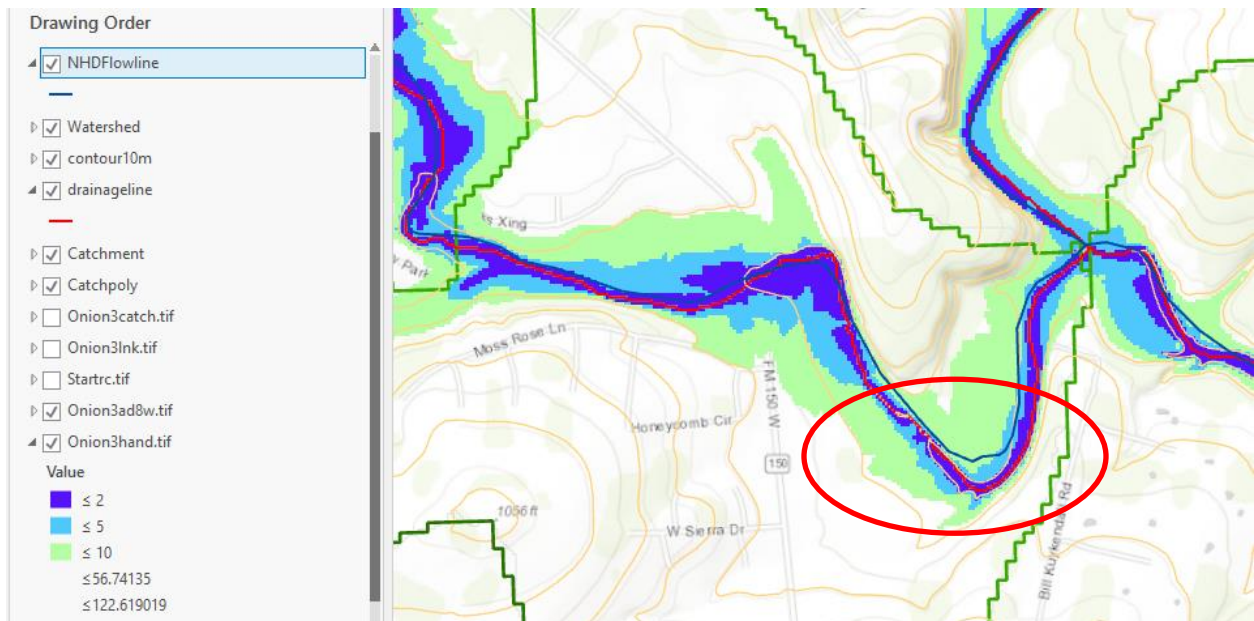 Drawing Order
NHDFlowline
Watershed
contour10m
drainageline
Catchment
Catchpoly
Onion3catch.tif
Onion3lnk.tif
Startrc.tif
Onion3ad8w.tif
Onion3hand.tif
Value
≤ 2
≤ 5
≤ 10
≤56.74135
≤122.619019
Xing
Park
Moss Rose Ln
FM 150 W
Honeycomb Cir
150
1056 ft
W Sierra Dr
Bill Kuykendall Rd